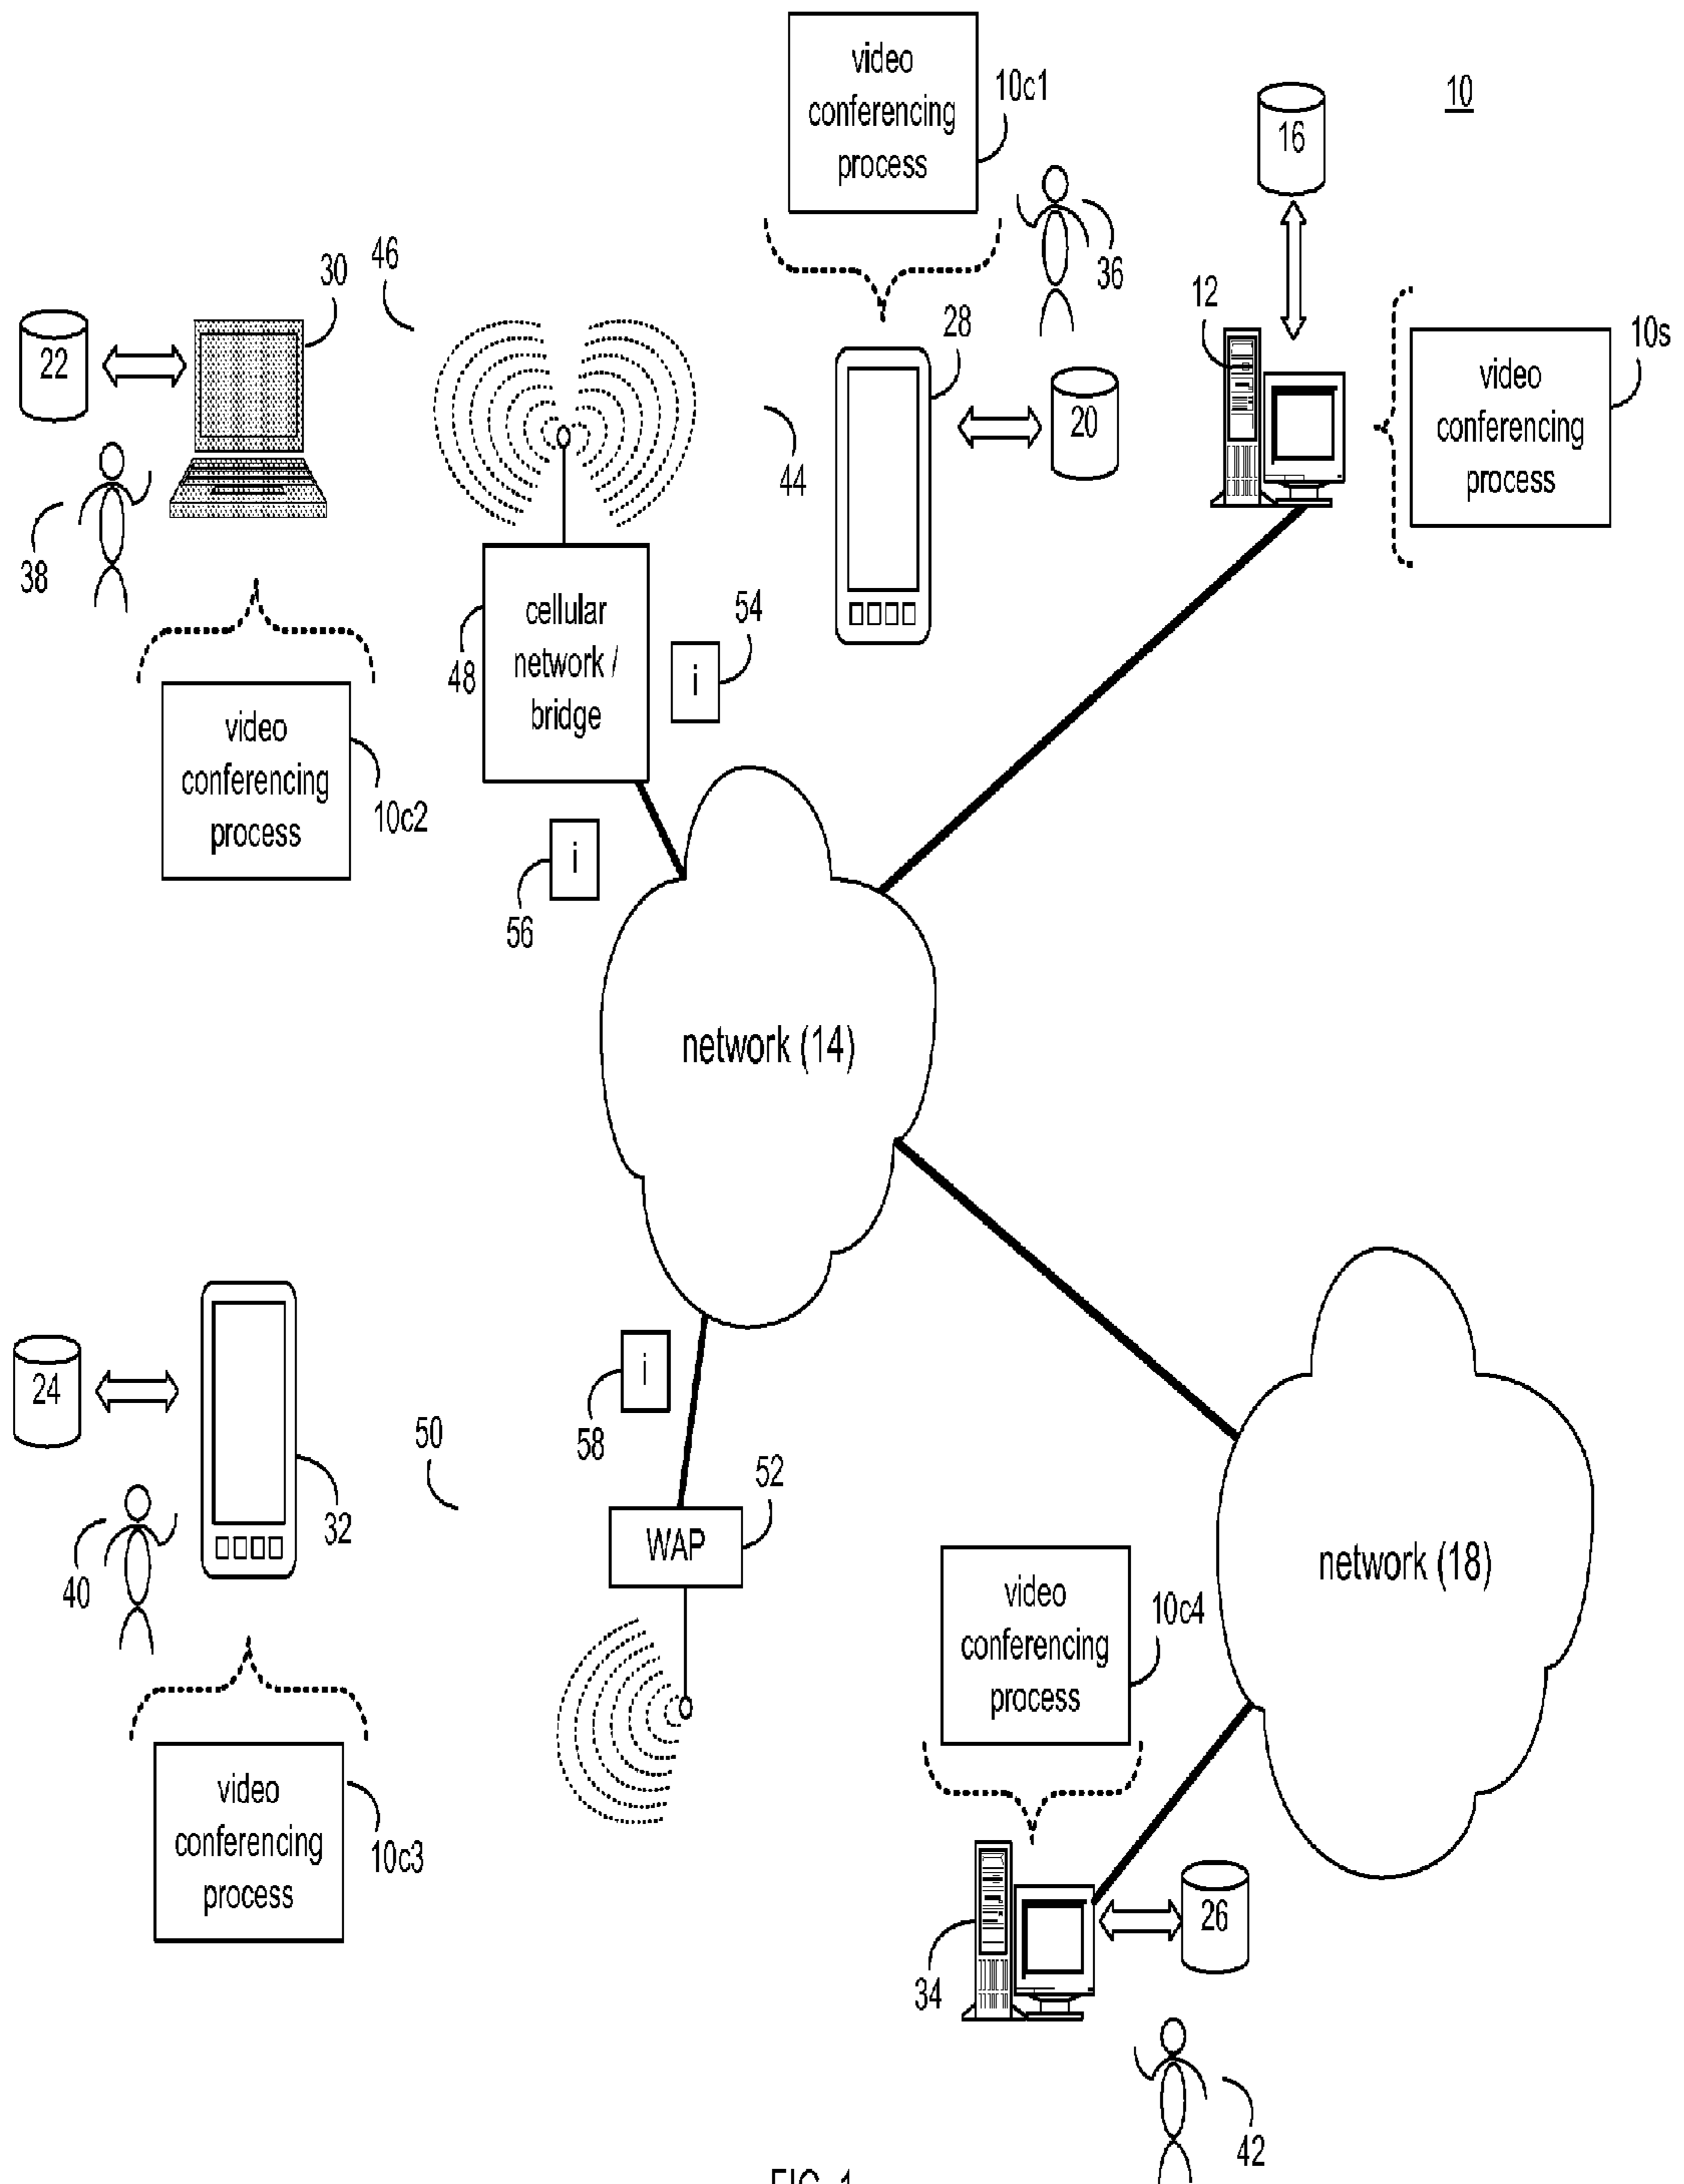 video
conferencing
process
10c1
10
16
36
46
30
22
12
28
20
44
video
conferencing
process
10s
38
cellular
network /
bridge
48
54
i
video
conferencing
process
10c2
i
56
network (14)
24
32
40
50
i
58
52
WAP
network (18)
video
conferencing
process
10c4
video
conferencing
process
10c3
26
34
42
FIG. 1